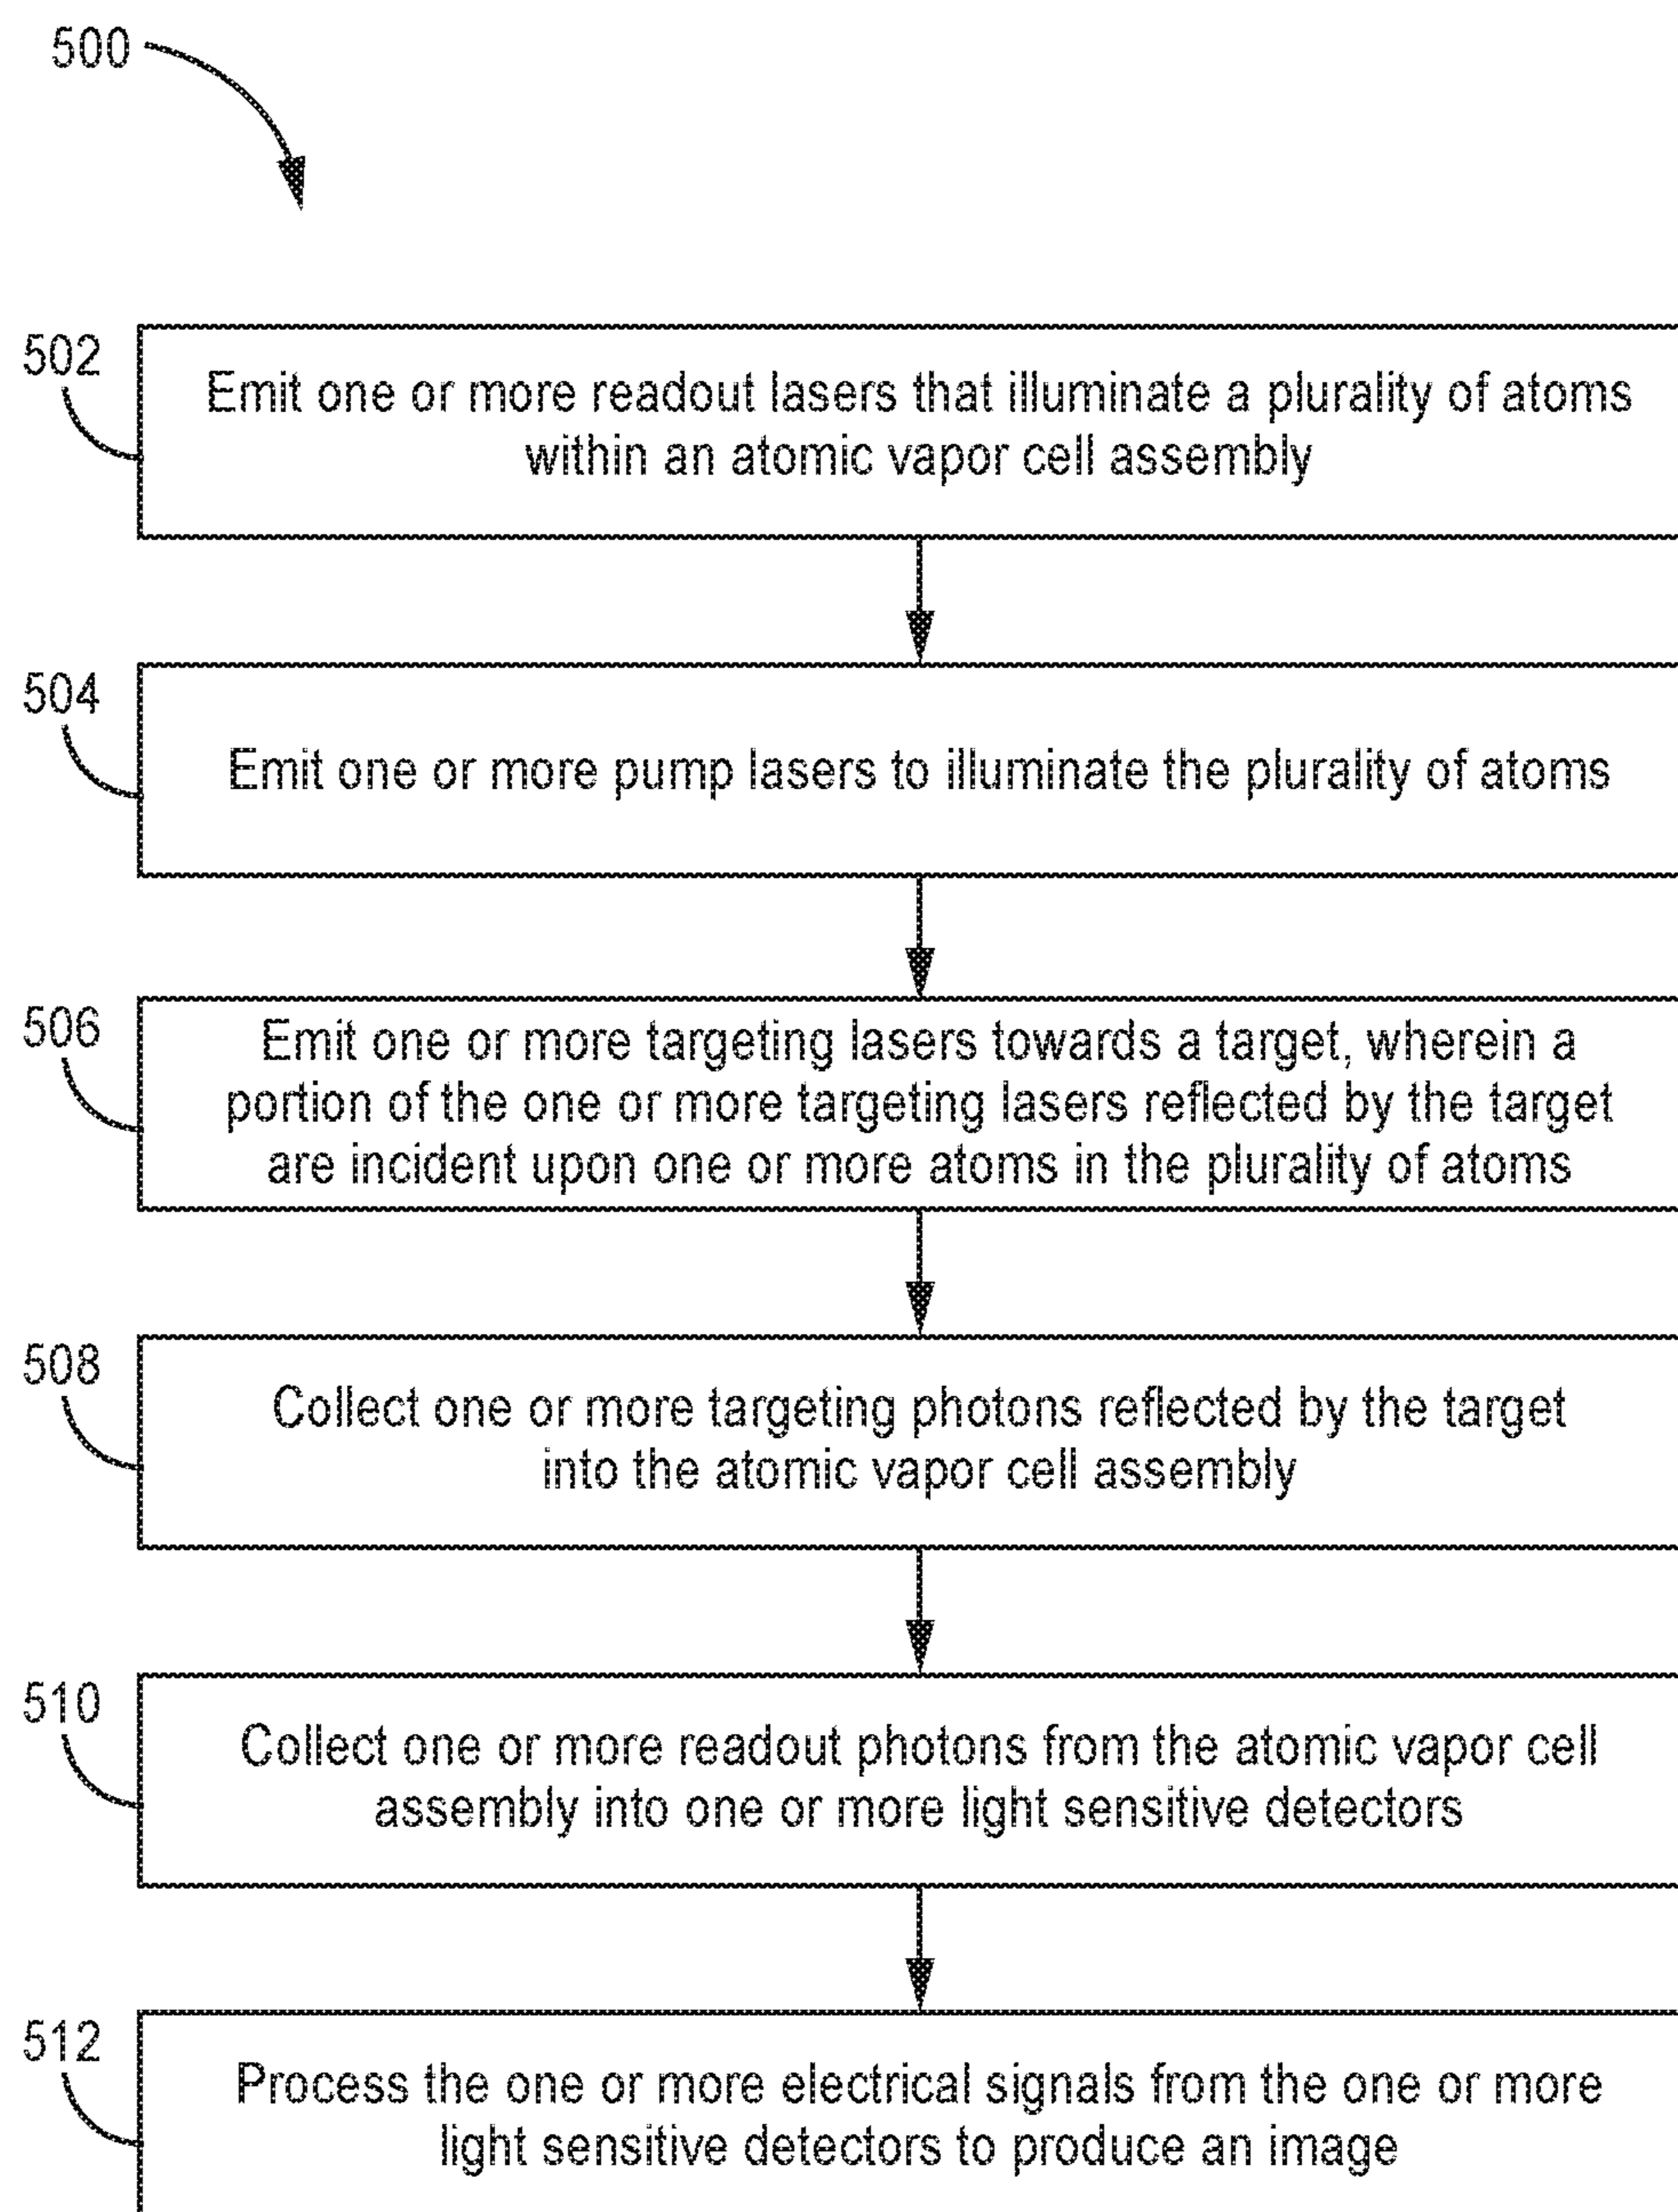 500
502
Emit one or more readout lasers that illuminate a plurality of atoms
within an atomic vapor cell assembly
504
Emit one or more pump lasers to illuminate the plurality of atoms
506
Emit one or more targeting lasers towards a target, wherein a
portion of the one or more targeting lasers reflected by the target
are incident upon one or more atoms in the plurality of atoms
508
Collect one or more targeting photons reflected by the target
into the atomic vapor cell assembly
510
Collect one or more readout photons from the atomic vapor cell
assembly into one or more light sensitive detectors
512
Process the one or more electrical signals from the one or more
light sensitive detectors to produce an image